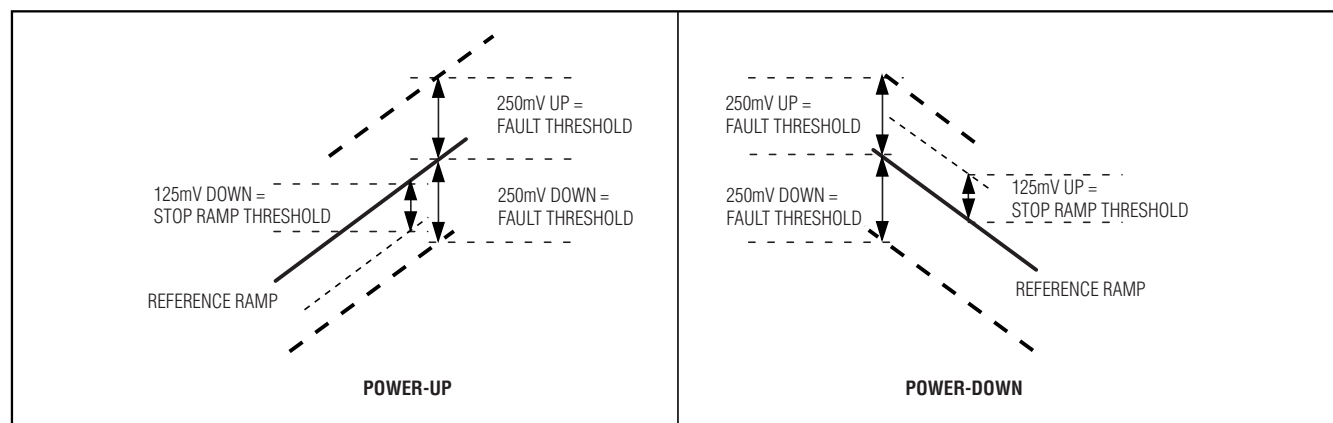 250mV UP =
FAULT THRESHOLD
125mV DOWN =
STOP RAMP THRESHOLD
250mV DOWN =
FAULT THRESHOLD
REFERENCE RAMP
POWER-UP
250mV UP =
FAULT THRESHOLD
250mV DOWN =
FAULT THRESHOLD
125mV UP =
STOP RAMP THRESHOLD
REFERENCE RAMP
POWER-DOWN